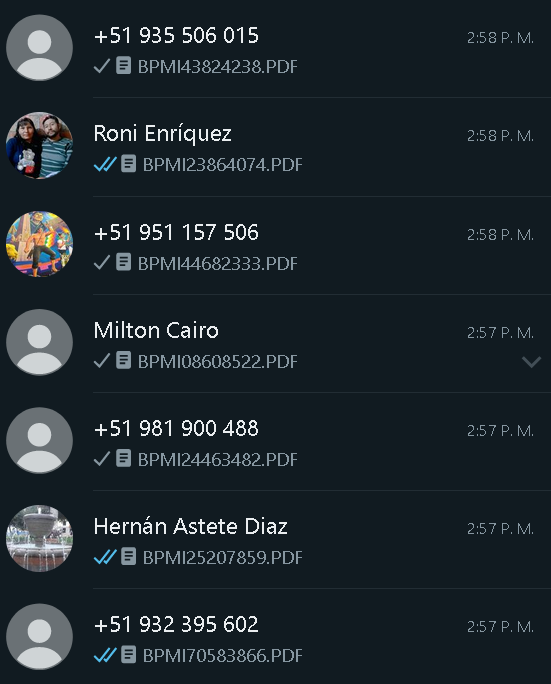 +51 935 506 015
2:58 P. M.
BPMI43824238.PDF
Roni Enríquez
2:58 P. M.
BPMI23864074.PDF
+51 951 157 506
2:58 P. M.
BPMI44682333.PDF
Milton Cairo
2:57 P. M.
BPMI08608522.PDF
+51 981 900 488
2:57 P. M.
BPMI24463482.PDF
Hernán Astete Diaz
2:57 P. M.
BPMI25207859.PDF
+51 932 395 602
2:57 P. M.
BPMI70583866.PDF